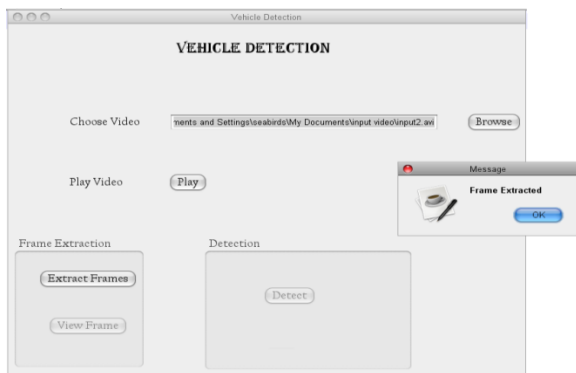 Vehicle Detection
VEHICLE DETECTION
Choose Video
ments and Settings\seabirds\My Documents\input video\input2.avi
Browse
Message
Frame Extracted
OK
Play Video
Play
Frame Extraction
Detection
Extract Frames
Detect
View Frame